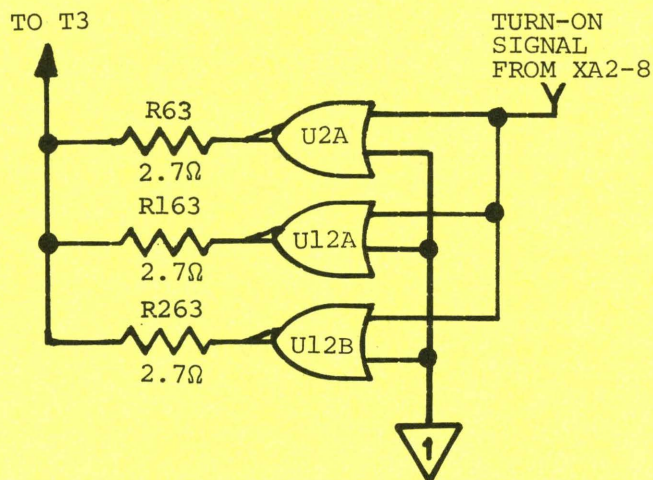 TO T3
TURN-ON
SIGNAL
FROM XA2-8
R63
U2A
2.7Ω
R163
U12A
2.7Ω
R263
U12B
2.7Ω
1